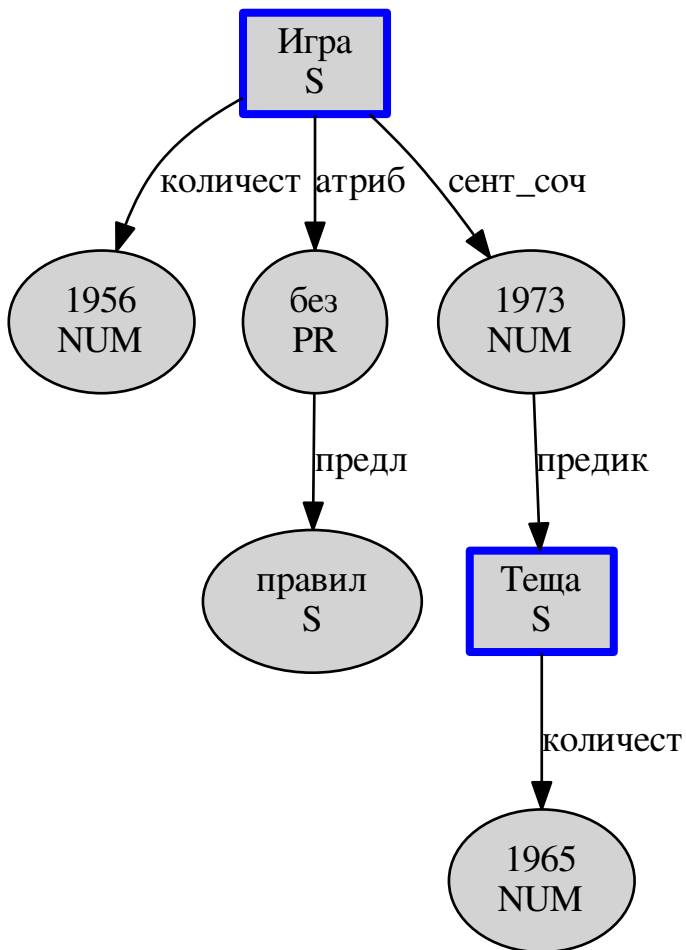 Игра
S
количест атриб сент_соч
1956 без 1973
NUM PR NUM
предл предик
правил Теща
S S
количест
1965
NUM